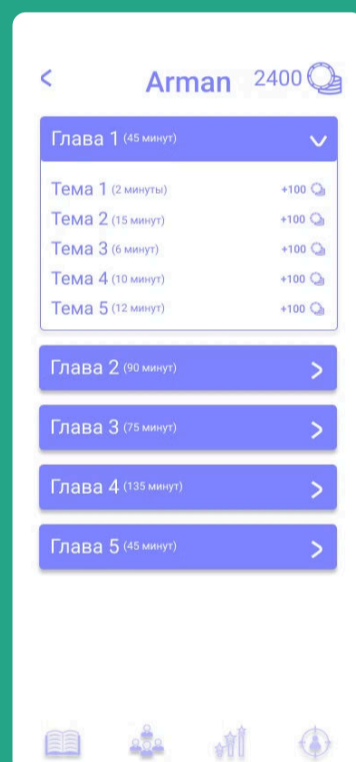 Arman 2400
Глава 1 (45 минут)
Тема 1 (2 минуты) +100
Тема 2 (15 минут) +100
Тема 3 (6 минут) +100
Тема 4 (10 минут) +100
Тема 5 (12 минут) +100
Глава 2 (90 минут)
Глава 3 (75 минут)
Глава 4 (135 минут)
Глава 5 (45 минут)